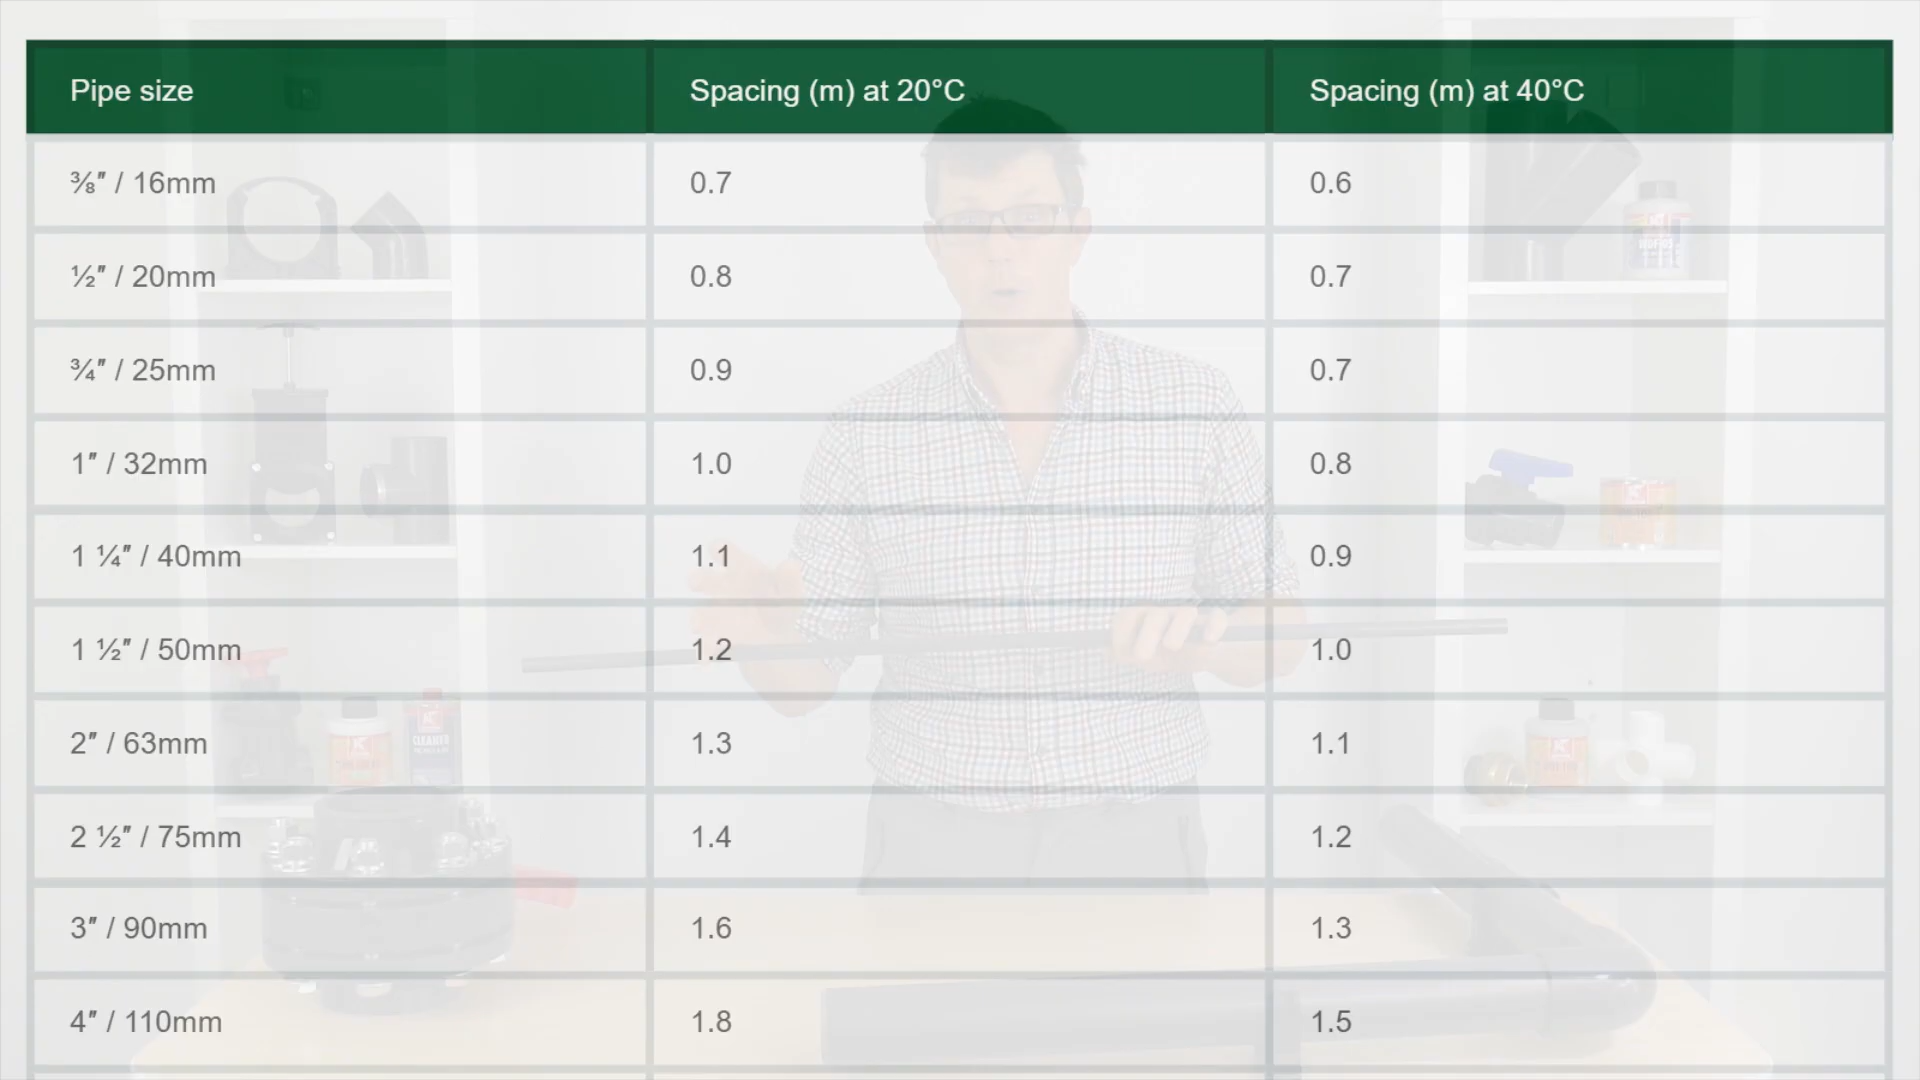 Pipe size Spacing (m) at 20°C Spacing (m) at 40°C
⅜″ / 16mm 0.7 0.6
½″ / 20mm 0.8 0.7
¾″ / 25mm 0.9 0.7
1″ / 32mm 1.0 0.8
1 ¼″ / 40mm 1.1 0.9
1 ½″ / 50mm 1.2 1.0
2″ / 63mm 1.3 1.1
2 ½″ / 75mm 1.4 1.2
3″ / 90mm 1.6 1.3
4″ / 110mm 1.8 1.5
CLEANER